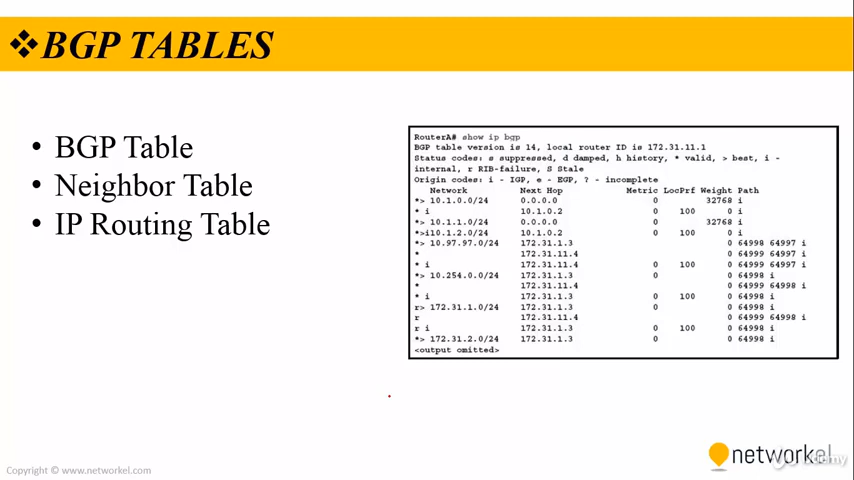 ❖BGP TABLES
• BGP Table
• Neighbor Table
• IP Routing Table
RouterA# show ip bgp
BGP table version is 14, local router ID is 172.31.11.1
Status codes: s suppressed, d damped, h history, * valid, > best, i -
internal, r RIB-failure, S Stale
Origin codes: i - IGP, e - EGP, ? - incomplete
Network Next Hop Metric LocPrf Weight Path
*> 10.1.0.0/24 0.0.0.0 0 32768 i
* i 10.1.0.2 0 100 0 i
*> 10.1.1.0/24 0.0.0.0 0 32768 i
*>i10.1.2.0/24 10.1.0.2 0 100 0 i
*> 10.97.97.0/24 172.31.1.3 0 64998 64997 i
* 172.31.11.4 0 64999 64997 i
* i 172.31.11.4 0 100 0 64999 64997 i
*> 10.254.0.0/24 172.31.1.3 0 0 64998 i
* 172.31.11.4 0 64999 64998 i
* i 172.31.1.3 0 100 0 64998 i
r> 172.31.1.0/24 172.31.1.3 0 0 64998 i
r 172.31.11.4 0 64999 64998 i
r i 172.31.1.3 0 100 0 64998 i
*> 172.31.2.0/24 172.31.1.3 0 0 64998 i
<output omitted>
Copyright © www.networkel.com
networkel
Udemy